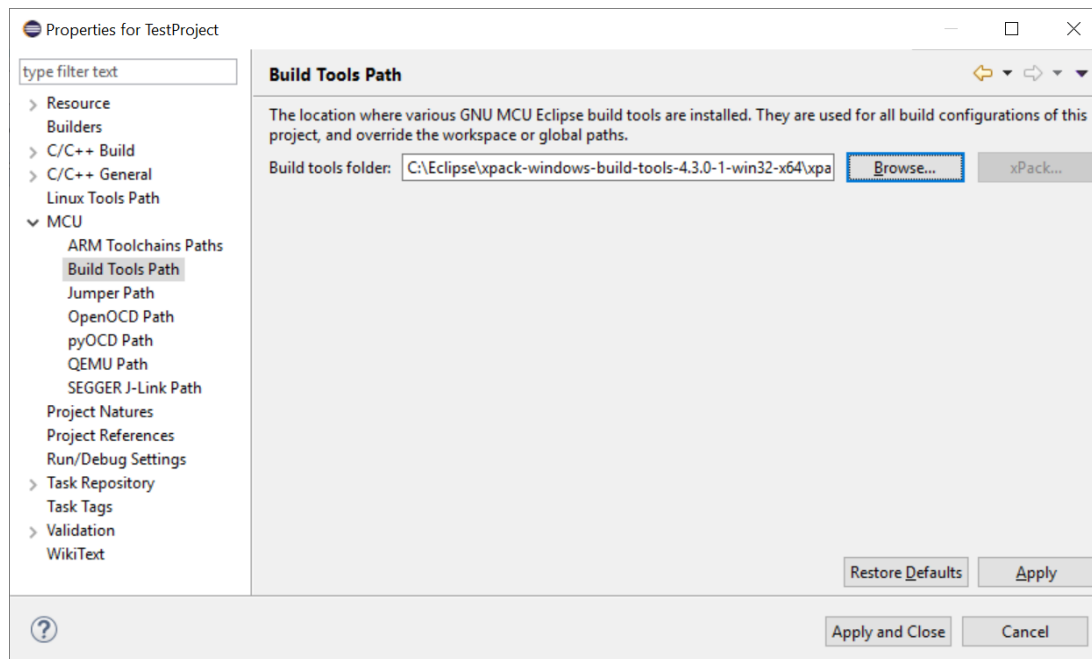 Properties for TestProject
type filter text
Resource
Builders
C/C++ Build
C/C++ General
Linux Tools Path
MCU
ARM Toolchains Paths
Build Tools Path
Jumper Path
OpenOCD Path
pyOCD Path
QEMU Path
SEGGER J-Link Path
Project Natures
Project References
Run/Debug Settings
Task Repository
Task Tags
Validation
WikiText
Build Tools Path
The location where various GNU MCU Eclipse build tools are installed. They are used for all build configurations of this
project, and override the workspace or global paths.
Build tools folder: C:\Eclipse\xpack-windows-build-tools-4.3.0-1-win32-x64\xpa Browse... xPack...
Restore Defaults Apply
? Apply and Close Cancel